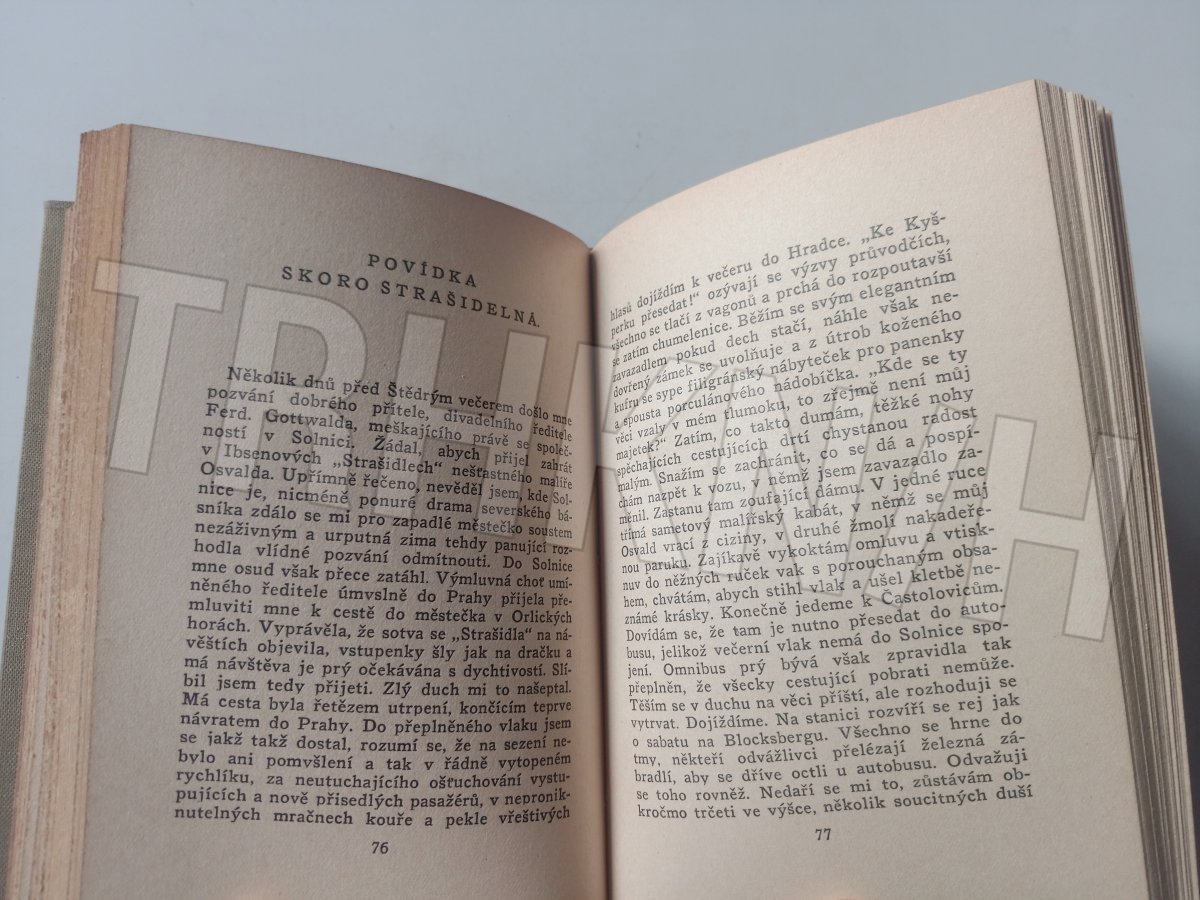 POVÍDKA
SKORO STRAŠIDELNÁ.
Několik dnů před Štědrým večerem došlo mne
pozvání dobrého přítele, divadelního ředitele
Ferd. Gottwalda, meškajícího právě se společ-
ností v Solnici. Žádal, abych přijel zahrát
v Ibsenových „Strašidlech" nešťastného malíře
Osvalda. Upřímně řečeno, nevěděl jsem, kde Sol-
nice je, nicméně ponuré drama severského bá-
sníka zdálo se mi pro zapadlé městečko soustem
nezáživným a urputná zima tehdy panující roz-
hodla vlídné pozvání odmítnouti. Do Solnice
mne osud však přece zatáhl. Výmluvná choť umí-
něného ředitele úmyslně do Prahy přijela pře-
mluviti mne k cestě do městečka v Orlických
horách. Vyprávěla, že sotva se „Strašidla" na ná-
věštích objevila, vstupenky šly jak na dračku a
má návštěva je prý očekávána s dychtivostí. Slí-
bil jsem tedy přijeti. Zlý duch mi to našeptal.
Má cesta byla řetězem utrpení, končícím teprve
návratem do Prahy. Do přeplněného vlaku jsem
se jakž takž dostal, rozumí se, že na sezení ne-
bylo ani pomyšlení a tak v řádně vytopeném
rychlíku, za neutuchajícího ošťuchování vystu-
pujících a nově přisedlých pasažérů, v nepronik-
nutelných mračnech kouře a pekle vřeštivých
76
hlasů dojíždím k večeru do Hradce. „Ke Kyš-
perku přesedat!" ozývají se výzvy průvodčích,
všechno se tlačí z vagonů a prchá do rozpoutavší
se zatím chumelenice. Běžím se svým elegantním
zavazadlem pokud dech stačí, náhle však ne-
dovřený zámek se uvolňuje a z útrob koženého
kufru se sype filigránský nábyteček pro panenky
a spousta porculánového nádobíčka. „Kde se ty
věci vzaly v mém tlumoku, to zřejmě není můj
majetek?" Zatím, co takto dumám, těžké nohy
spěchajících cestujících drtí chystanou radost
malým. Snažím se zachránit, co se dá a pospí-
chám nazpět k vozu, v němž jsem zavazadlo za-
měnil. Zastanu tam zoufající dámu. V jedné ruce
třímá sametový malířský kabát, v němž se můj
Osvald vrací z ciziny, v druhé žmolí nakadeře-
nou paruku. Zajíkavě vykoktám omluvu a vtisk-
nuv do něžných ruček vak s porouchaným obsa-
hem, chvátám, abych stihl vlak a ušel kletbě ne-
známé krásky. Konečně jedeme k Častolovicům.
Dovídám se, že tam je nutno přesedat do auto-
busu, jelikož večerní vlak nemá do Solnice spo-
jení. Omnibus prý bývá však zpravidla tak
přeplněn, že všecky cestující pobrati nemůže.
Těším se v duchu na věci příští, ale rozhoduji se
vytrvat. Dojíždíme. Na stanici rozvíří se rej jak
o sabatu na Blocksbergu. Všechno se hrne do
tmy, někteří odvážlivci přelézají železná zá-
bradlí, aby se dříve octli u autobusu. Odvažuji
se toho rovněž. Nedaří se mi to, zůstávám ob-
kročmo trčeti ve výšce, několik soucitných duší
77